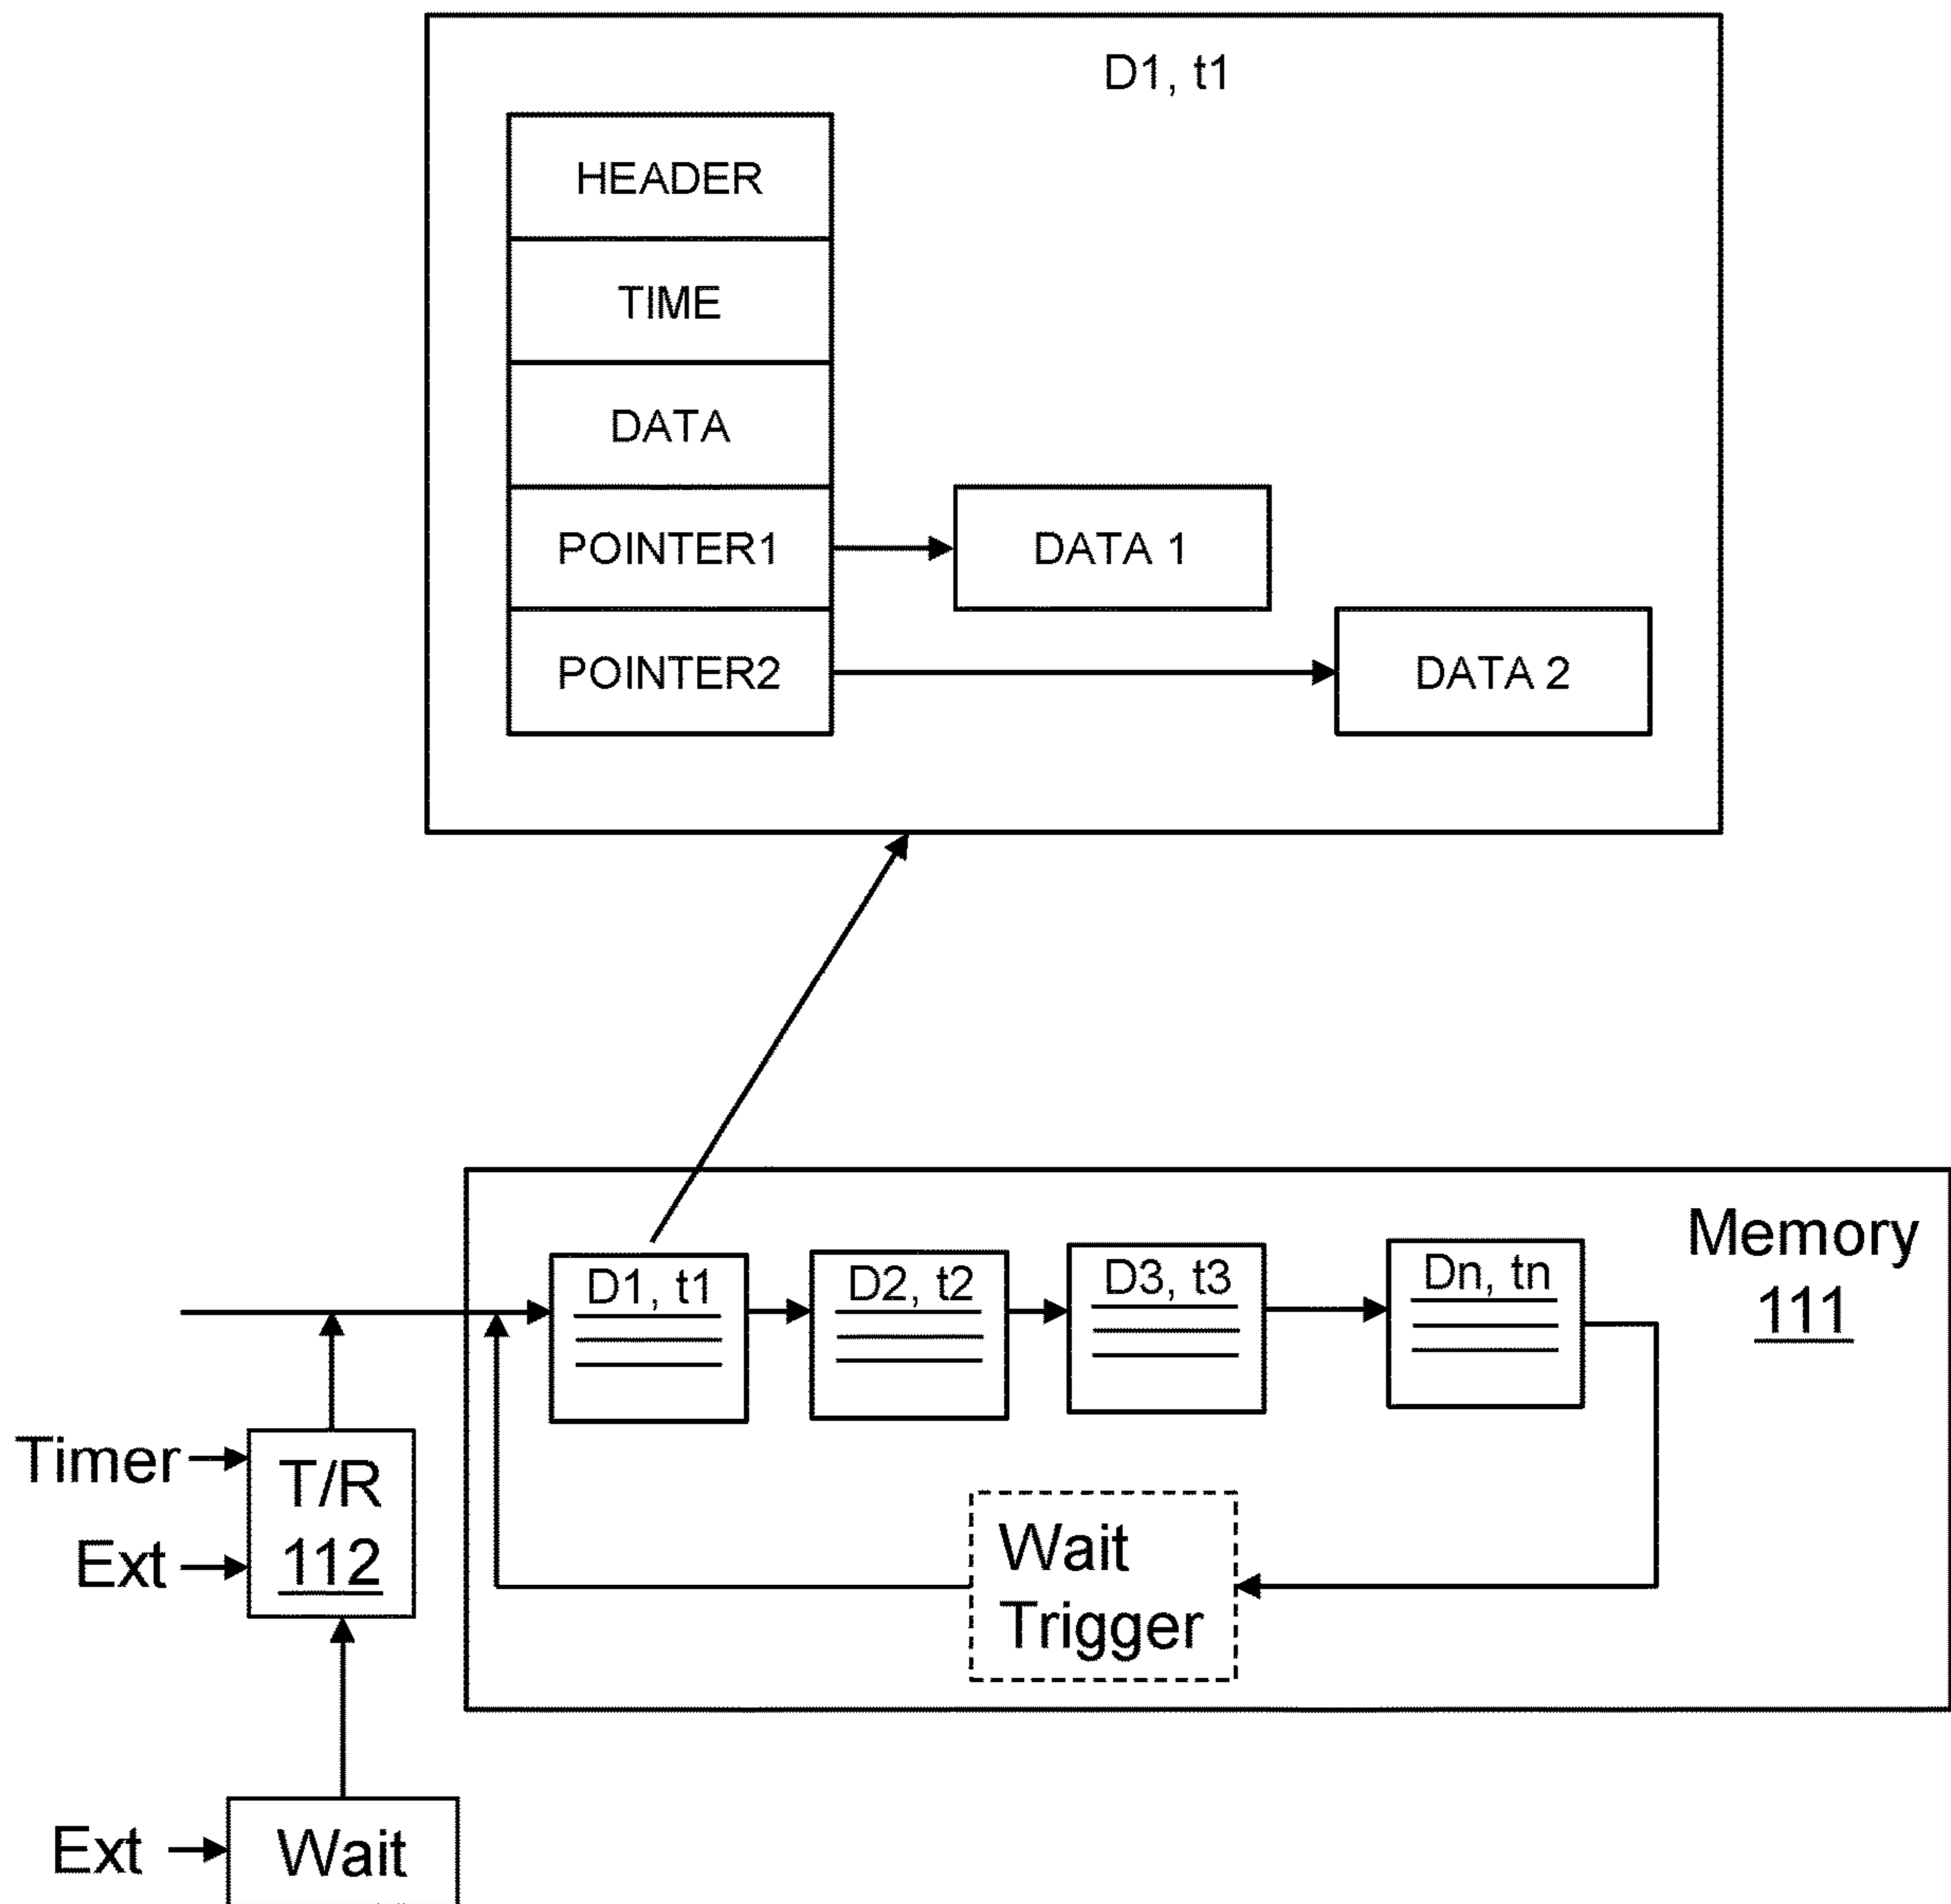 D1, t1
HEADER
TIME
DATA
POINTER1
DATA 1
POINTER2
DATA 2
Memory
111
D1, t1
D2, t2
D3, t3
Dn, tn
Timer
T/R
Ext
112
Wait
Trigger
Ext
Wait